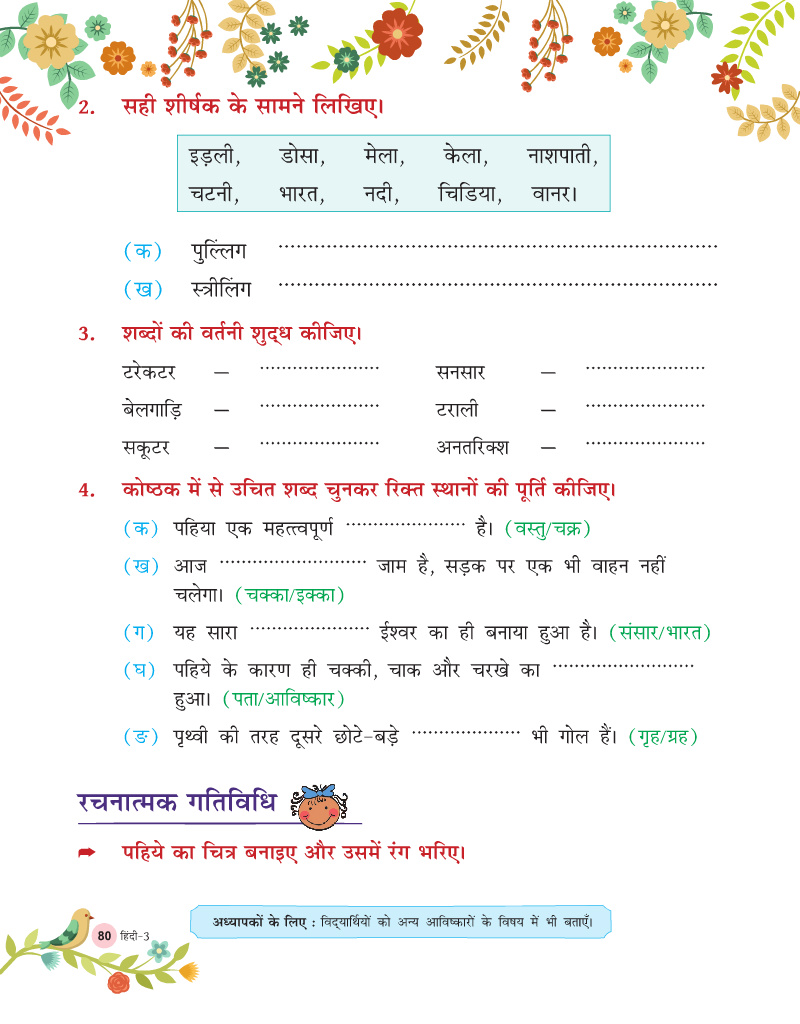 2. सही शीर्षक के सामने लिखिए।
इड़ली, डोसा, मेला, केला, नाशपाती,
चटनी, भारत, नदी, चिडिया, वानर।
(क) पुल्लिंग ........................
(ख) स्त्रीलिंग ........................
3. शब्दों की वर्तनी शुद्ध कीजिए।
टरेकटर – ........................ सनसार – ........................
बेलगाड़ि – ........................ टराली – ........................
सकूटर – ........................ अनतरिक्श – ........................
4. कोष्ठक में से उचित शब्द चुनकर रिक्त स्थानों की पूर्ति कीजिए।
(क) पहिया एक महत्त्वपूर्ण ........................ है। (वस्तु/चक्र)
(ख) आज ........................ जाम है, सड़क पर एक भी वाहन नहीं
चलेगा। (चक्का/इक्का)
(ग) यह सारा ........................ ईश्वर का ही बनाया हुआ है। (संसार/भारत)
(घ) पहिये के कारण ही चक्की, चाक और चरखे का ........................
हुआ। (पता/आविष्कार)
(ङ) पृथ्वी की तरह दूसरे छोटे-बड़े ........................ भी गोल हैं। (गृह/ग्रह)
रचनात्मक गतिविधि
➦ पहिये का चित्र बनाइए और उसमें रंग भरिए।
अध्यापकों के लिए : विद्यार्थियों को अन्य आविष्कारों के विषय में भी बताएँ।
80 हिंदी-3